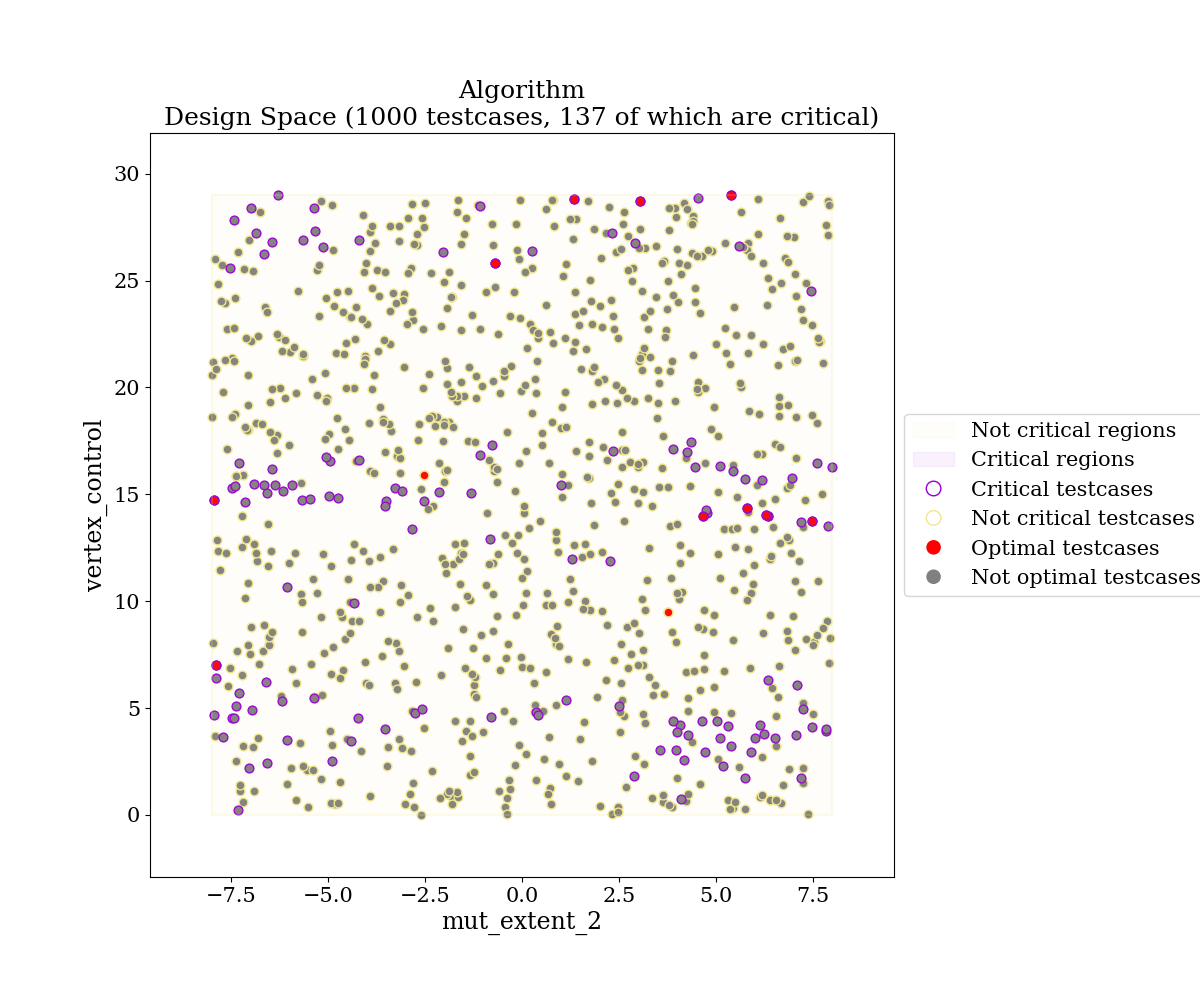 Algorithm
Design Space (1000 testcases, 137 of which are critical)
30
25
20
15
10
5
0
vertex_control
−7.5 −5.0 −2.5 0.0 2.5 5.0 7.5
mut_extent_2
Not critical regions
Critical regions
Critical testcases
Not critical testcases
Optimal testcases
Not optimal testcases